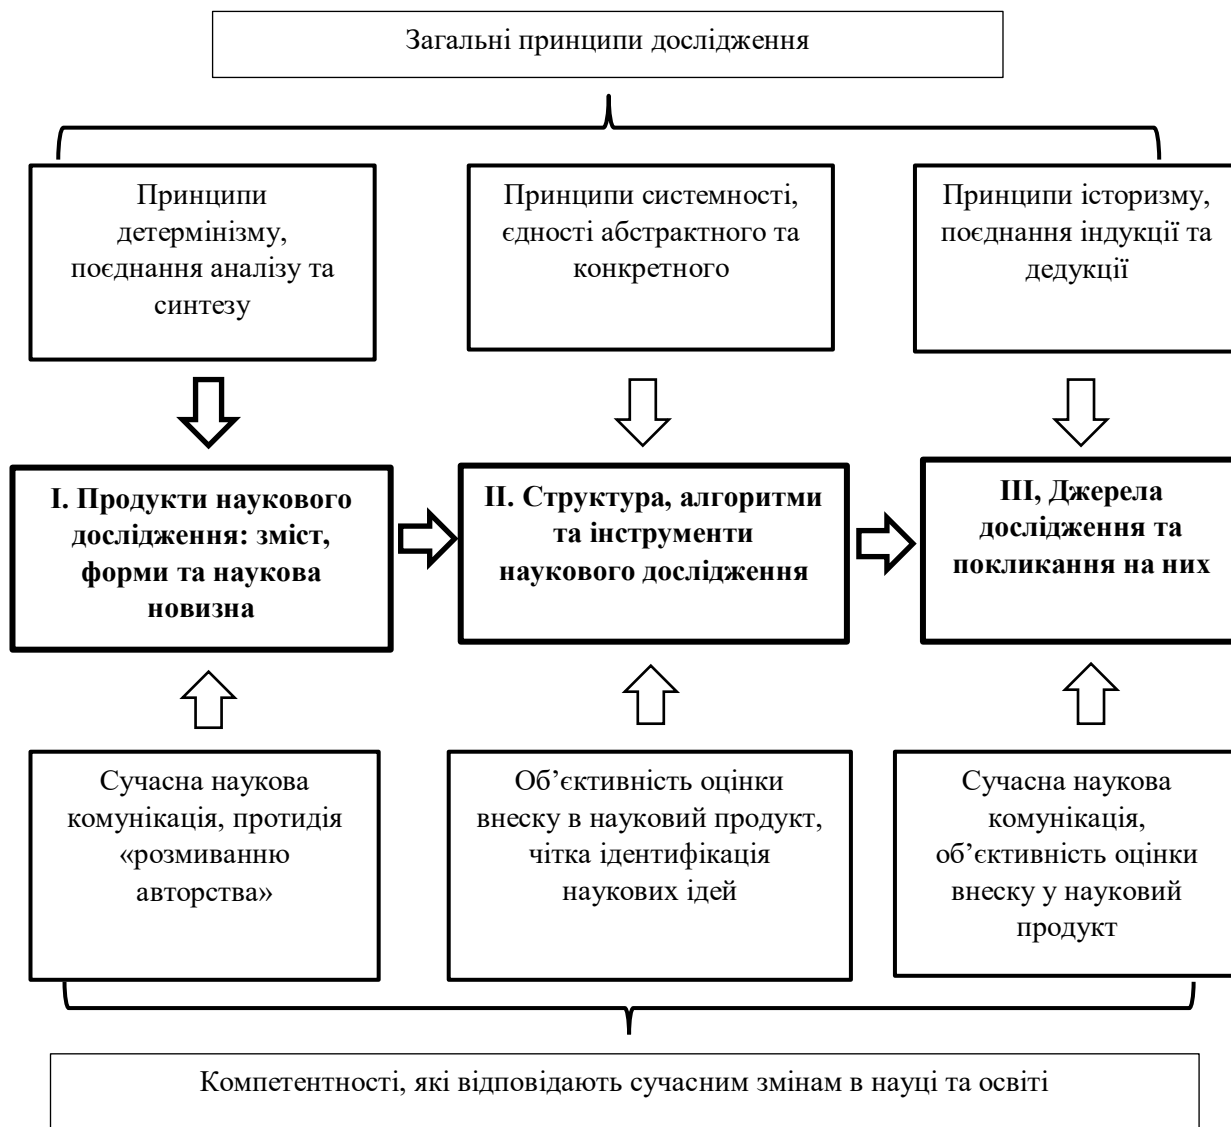 Загальні принципи дослідження
Принципи
детермінізму,
поєднання аналізу та
синтезу
Принципи системності,
єдності абстрактного та
конкретного
Принципи історизму,
поєднання індукції та
дедукції
І. Продукти наукового
дослідження: зміст,
форми та наукова
новизна
ІІ. Структура, алгоритми
та інструменти
наукового дослідження
ІІІ, Джерела
дослідження та
покликання на них
Сучасна наукова
комунікація, протидія
«розмиванню
авторства»
Об’єктивність оцінки
внеску в науковий продукт,
чітка ідентифікація
наукових ідей
Сучасна наукова
комунікація,
об’єктивність оцінки
внеску у науковий
продукт
Компетентності, які відповідають сучасним змінам в науці та освіті